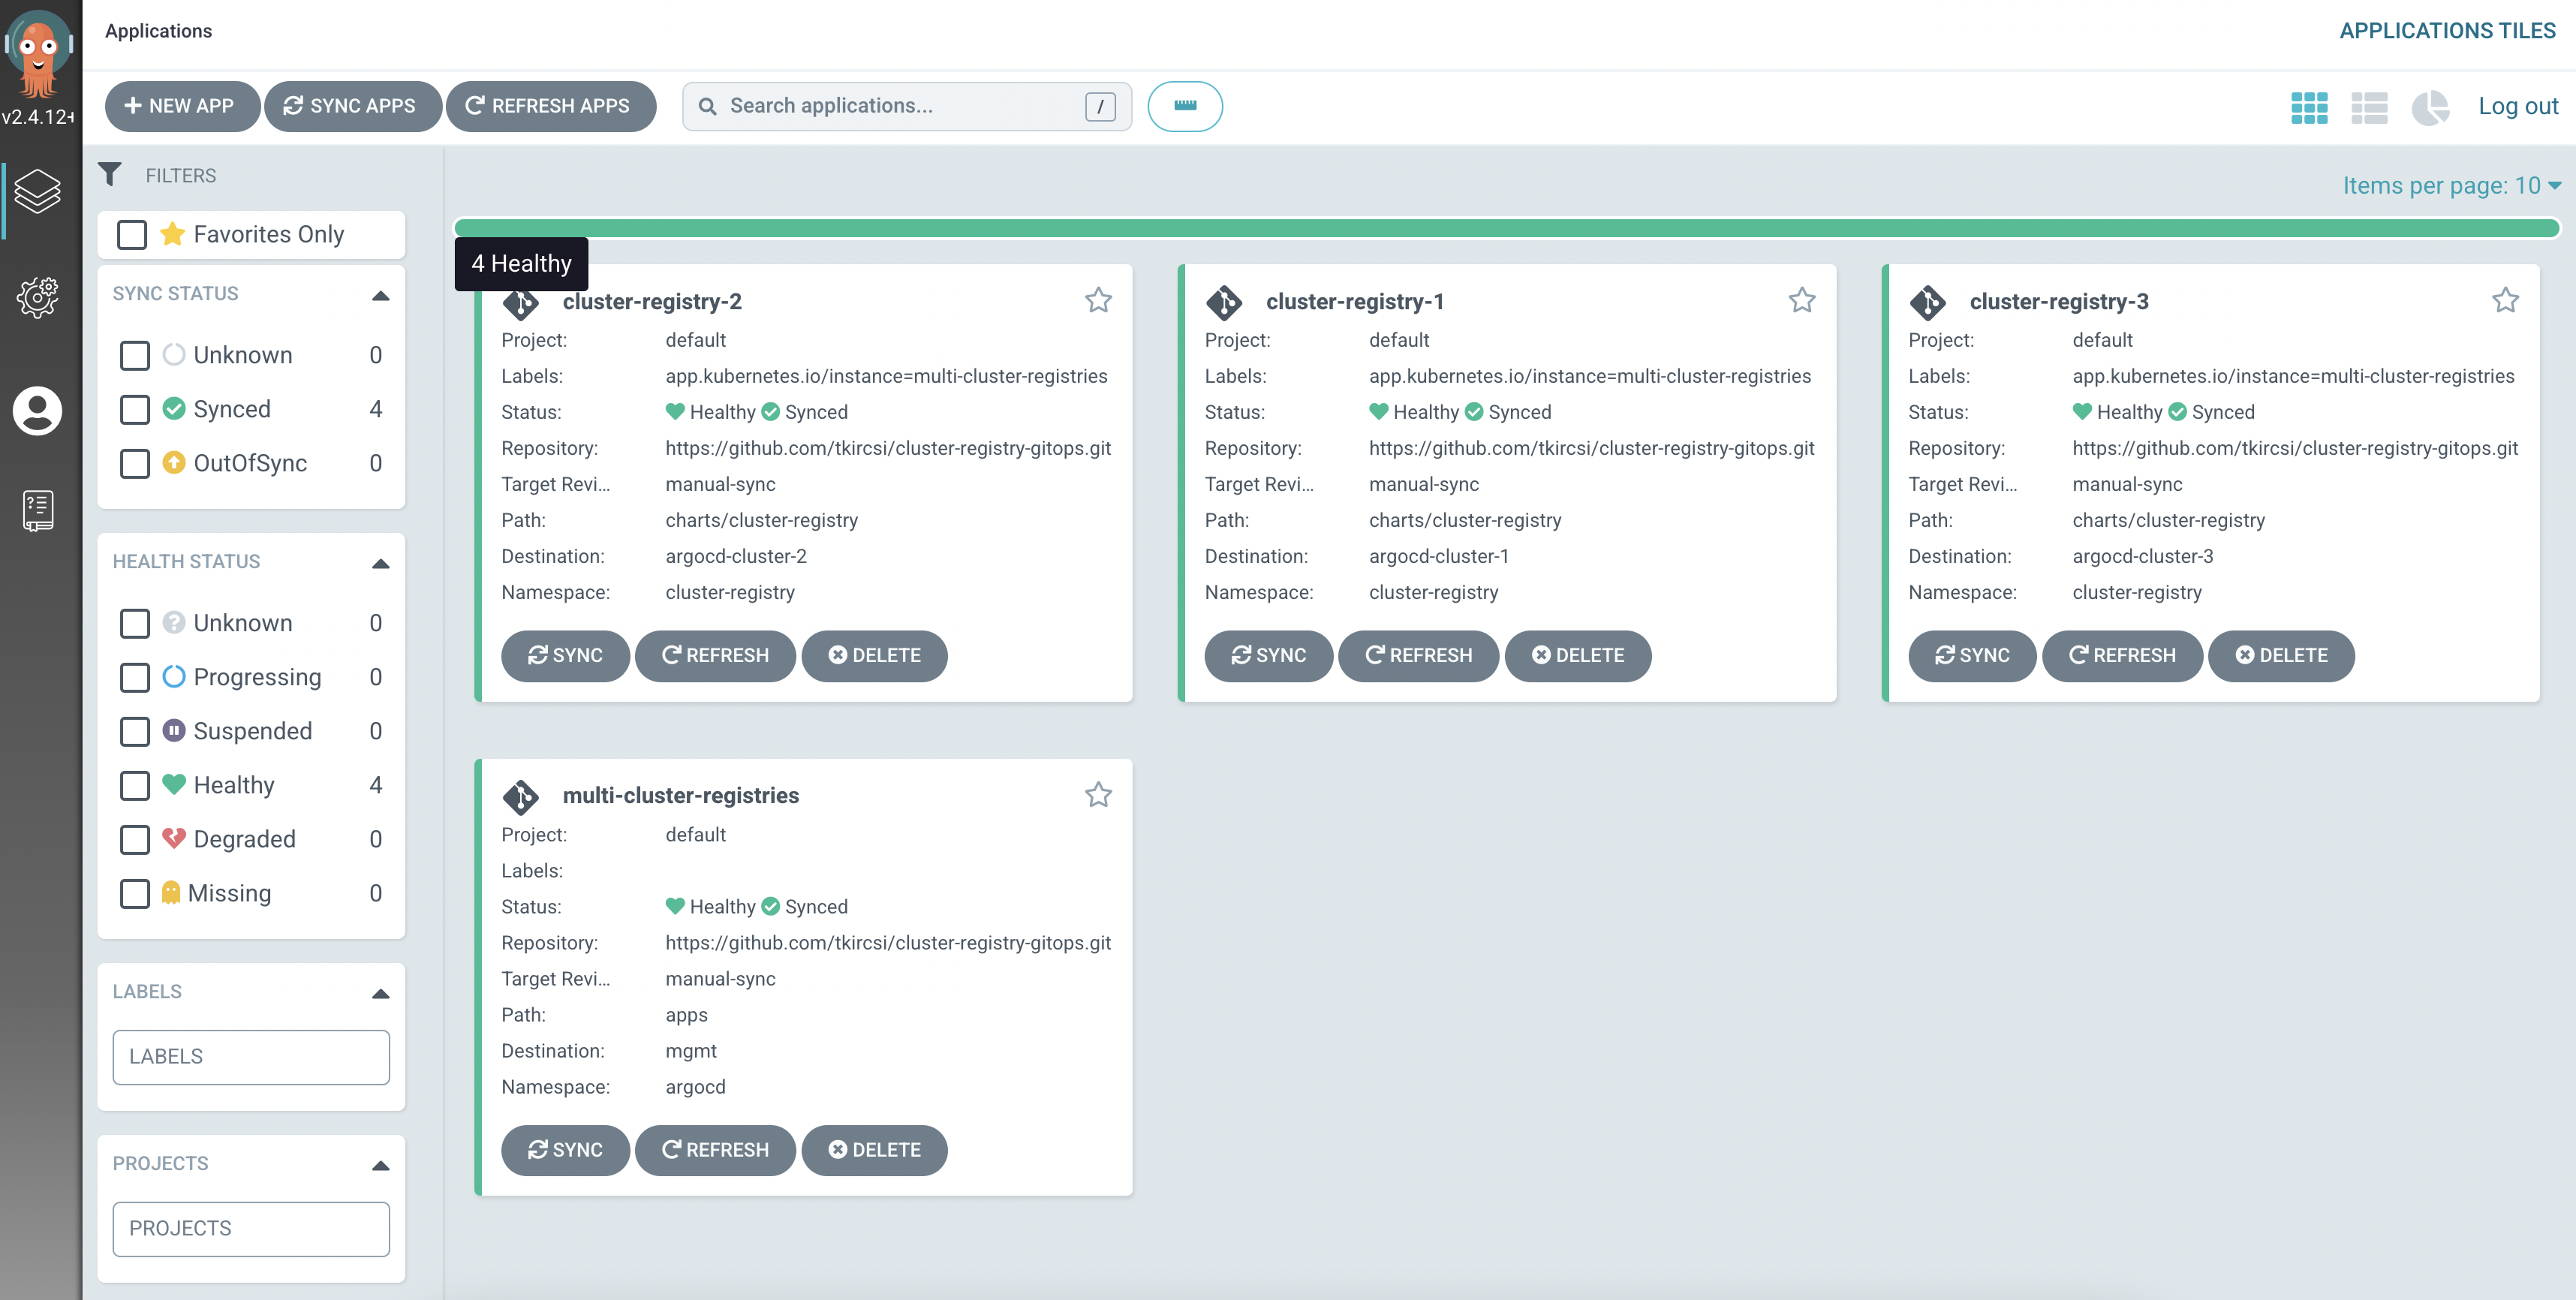 Applications
APPLICATIONS TILES
v2.4.12+
NEW APP
SYNC APPS
REFRESH APPS
Search applications...
/
Log out
FILTERS
Favorites Only
SYNC STATUS
Unknown 0
Synced 4
OutOfSync 0
HEALTH STATUS
Unknown 0
Progressing 0
Suspended 0
Healthy 4
Degraded 0
Missing 0
LABELS
LABELS
PROJECTS
PROJECTS
Items per page: 10
4 Healthy
cluster-registry-2
Project: default
Labels: app.kubernetes.io/instance=multi-cluster-registries
Status: Healthy Synced
Repository: https://github.com/tkircsi/cluster-registry-gitops.git
Target Revi... manual-sync
Path: charts/cluster-registry
Destination: argocd-cluster-2
Namespace: cluster-registry
SYNC REFRESH DELETE
cluster-registry-1
Project: default
Labels: app.kubernetes.io/instance=multi-cluster-registries
Status: Healthy Synced
Repository: https://github.com/tkircsi/cluster-registry-gitops.git
Target Revi... manual-sync
Path: charts/cluster-registry
Destination: argocd-cluster-1
Namespace: cluster-registry
SYNC REFRESH DELETE
cluster-registry-3
Project: default
Labels: app.kubernetes.io/instance=multi-cluster-registries
Status: Healthy Synced
Repository: https://github.com/tkircsi/cluster-registry-gitops.git
Target Revi... manual-sync
Path: charts/cluster-registry
Destination: argocd-cluster-3
Namespace: cluster-registry
SYNC REFRESH DELETE
multi-cluster-registries
Project: default
Labels:
Status: Healthy Synced
Repository: https://github.com/tkircsi/cluster-registry-gitops.git
Target Revi... manual-sync
Path: apps
Destination: mgmt
Namespace: argocd
SYNC REFRESH DELETE